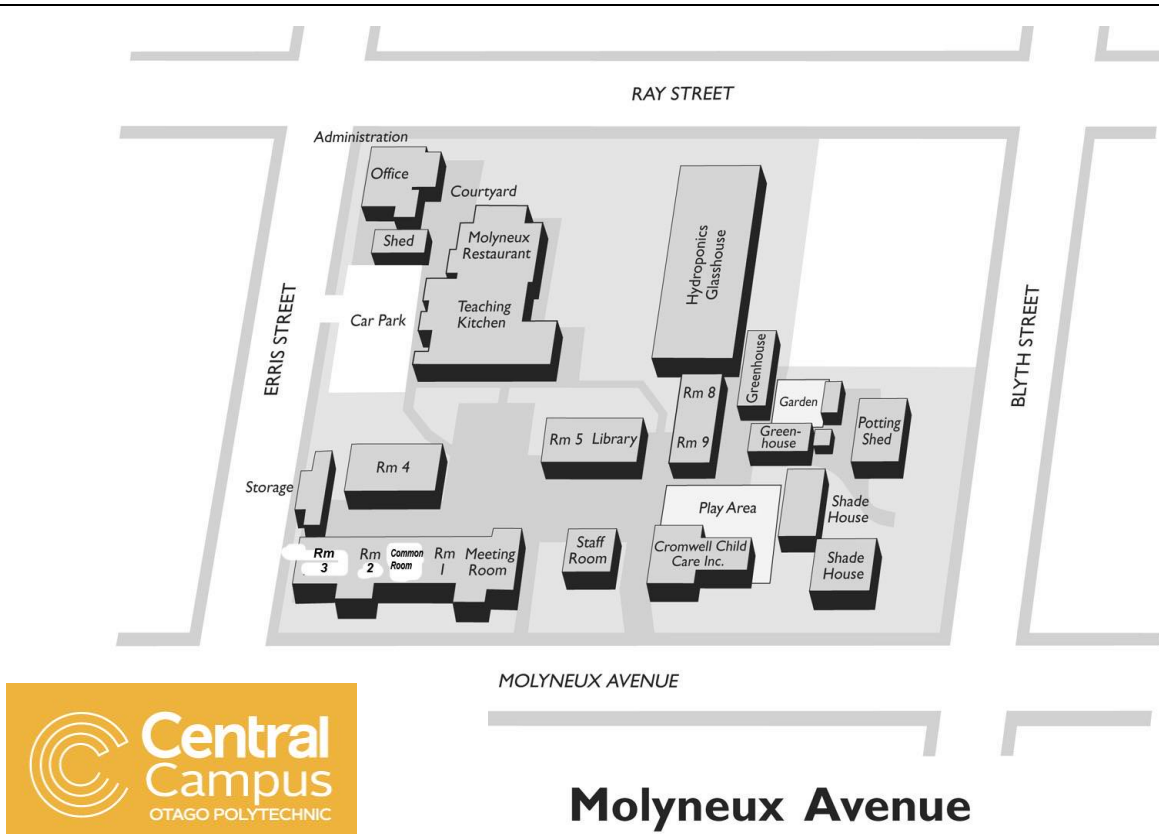 RAY STREET
Administration
Office
Courtyard
Shed
Molyneux
Restaurant
Hydroponics
Glasshouse
ERRIS STREET
Car Park
Teaching
Kitchen
BLYTH STREET
Greenhouse
Rm 8
Garden
Rm 5 Library
Rm 9
Green-
house
Potting
Shed
Rm 4
Storage
Play Area
Shade
House
Rm
3
Rm
2
Common
Room
Rm
1
Meeting
Room
Staff
Room
Cromwell Child
Care Inc.
Shade
House
MOLYNEUX AVENUE
Central
Campus
OTAGO POLYTECHNIC
Molyneux Avenue